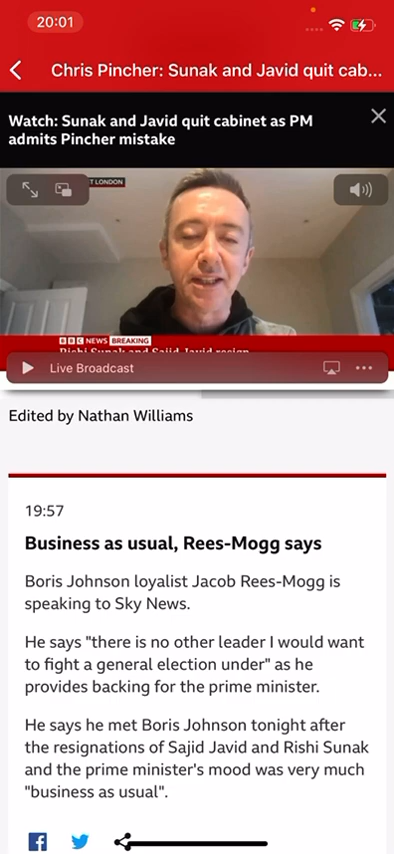 20:01
Chris Pincher: Sunak and Javid quit cab...
Watch: Sunak and Javid quit cabinet as PM
admits Pincher mistake
T LONDON
BBC NEWS BREAKING
Rishi Sunak and Sajid Javid resign
Live Broadcast
Edited by Nathan Williams
19:57
Business as usual, Rees-Mogg says
Boris Johnson loyalist Jacob Rees-Mogg is
speaking to Sky News.
He says "there is no other leader I would want
to fight a general election under" as he
provides backing for the prime minister.
He says he met Boris Johnson tonight after
the resignations of Sajid Javid and Rishi Sunak
and the prime minister's mood was very much
"business as usual".